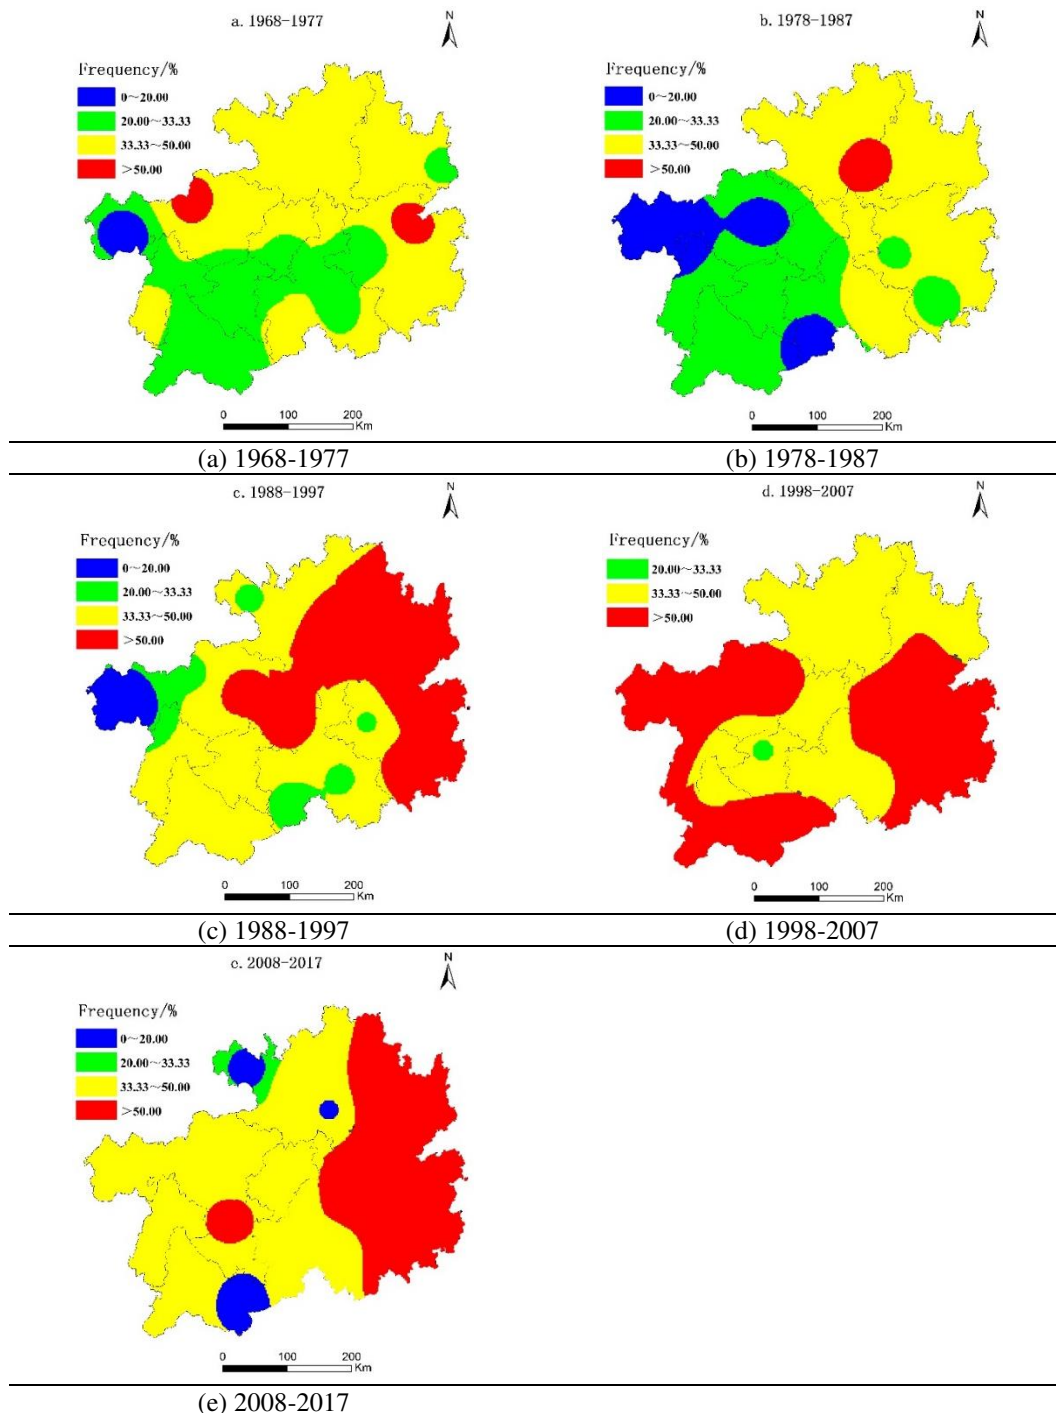 a. 1968-1977
N
Frequency/%
0～20.00
20.00～33.33
33.33～50.00
＞50.00
0 100 200
Km
(a) 1968-1977
b. 1978-1987
N
Frequency/%
0～20.00
20.00～33.33
33.33～50.00
＞50.00
0 100 200
Km
(b) 1978-1987
c. 1988-1997
N
Frequency/%
0～20.00
20.00～33.33
33.33～50.00
＞50.00
0 100 200
Km
(c) 1988-1997
d. 1998-2007
N
Frequency/%
20.00～33.33
33.33～50.00
＞50.00
0 100 200
Km
(d) 1998-2007
e. 2008-2017
N
Frequency/%
0～20.00
20.00～33.33
33.33～50.00
＞50.00
0 100 200
Km
(e) 2008-2017